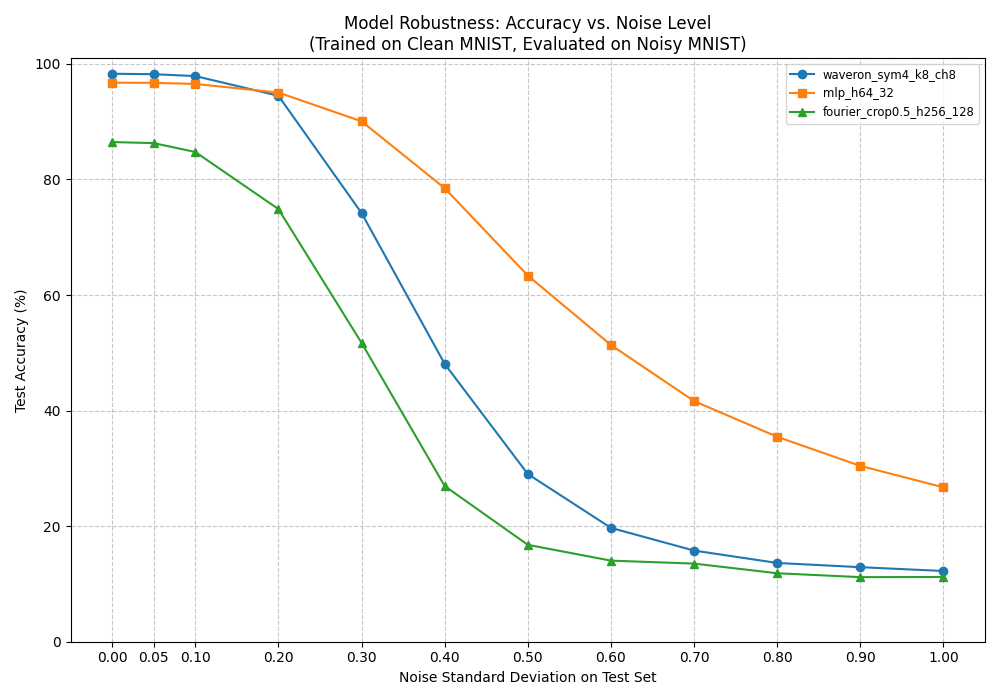 Model Robustness: Accuracy vs. Noise Level
(Trained on Clean MNIST, Evaluated on Noisy MNIST)
waveron_sym4_k8_ch8
mlp_h64_32
fourier_crop0.5_h256_128
Test Accuracy (%)
100
80
60
40
20
0
0.00 0.05 0.10 0.20 0.30 0.40 0.50 0.60 0.70 0.80 0.90 1.00
Noise Standard Deviation on Test Set